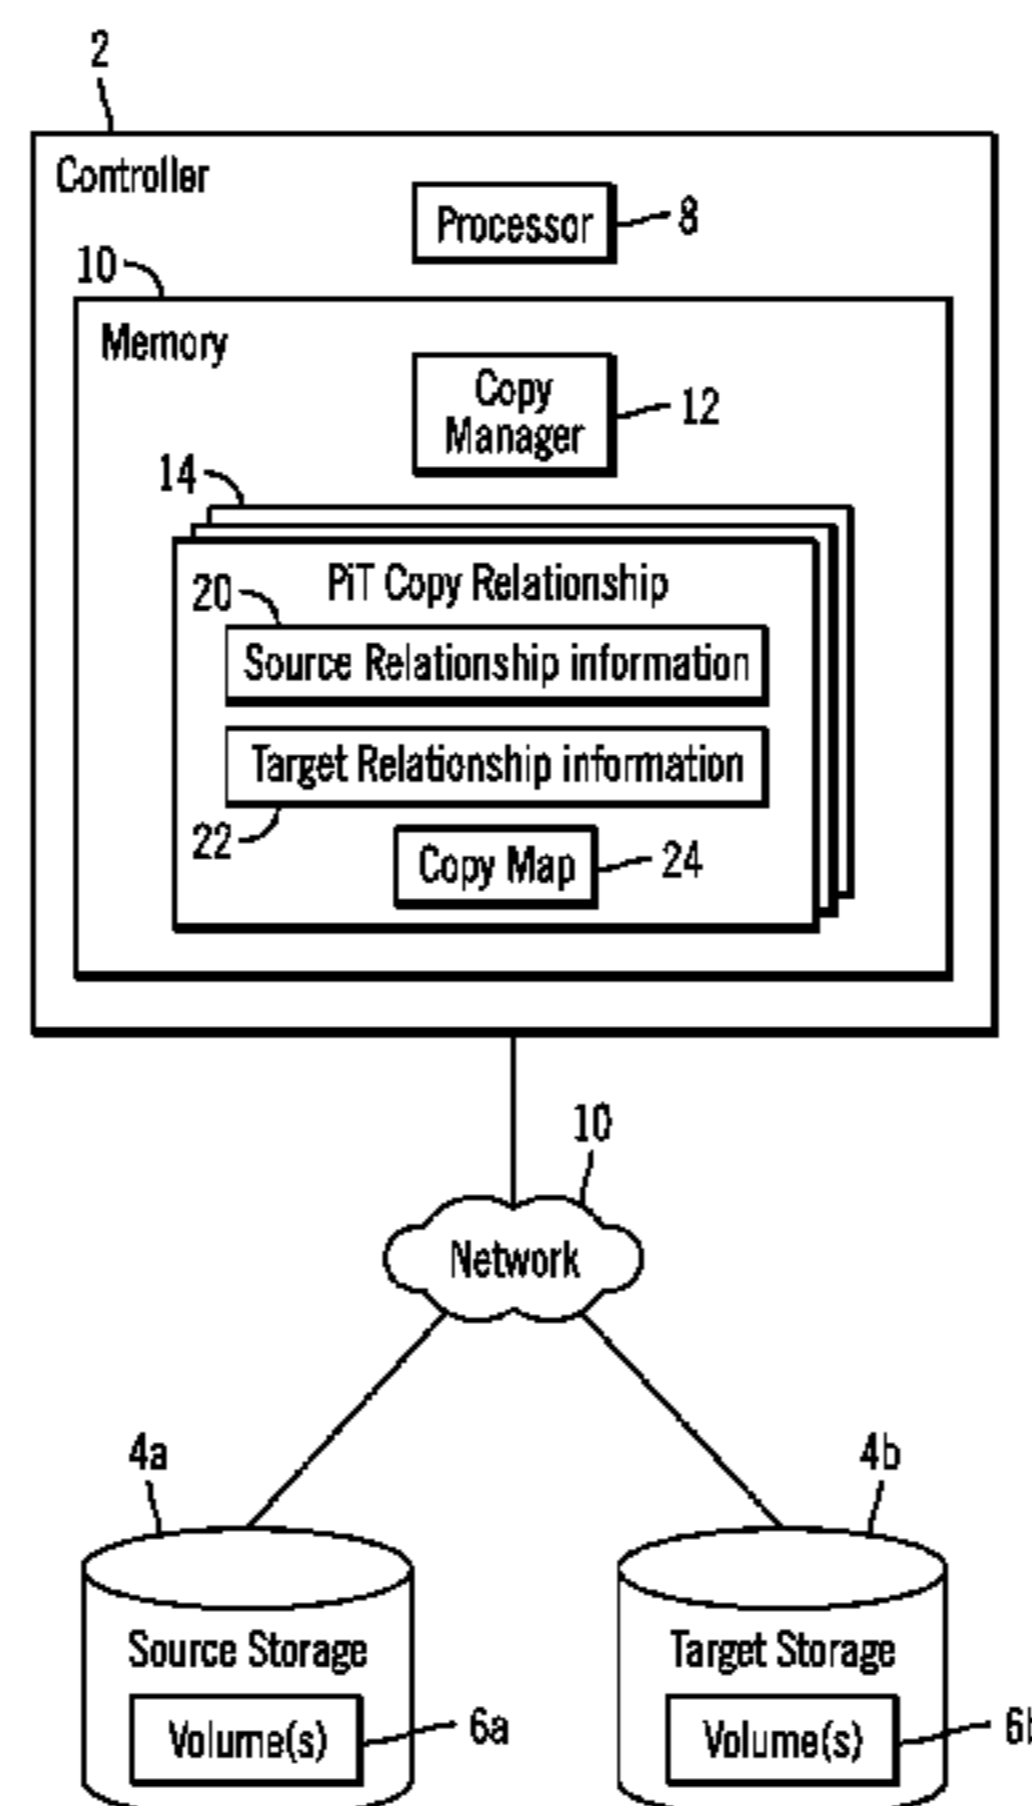 2
Controller
Processor
8
10
Memory
Copy
Manager
12
14
PiT Copy Relationship
20
Source Relationship information
Target Relationship information
22
Copy Map
24
10
Network
4a
4b
Source Storage
Target Storage
Volume(s)
6a
Volume(s)